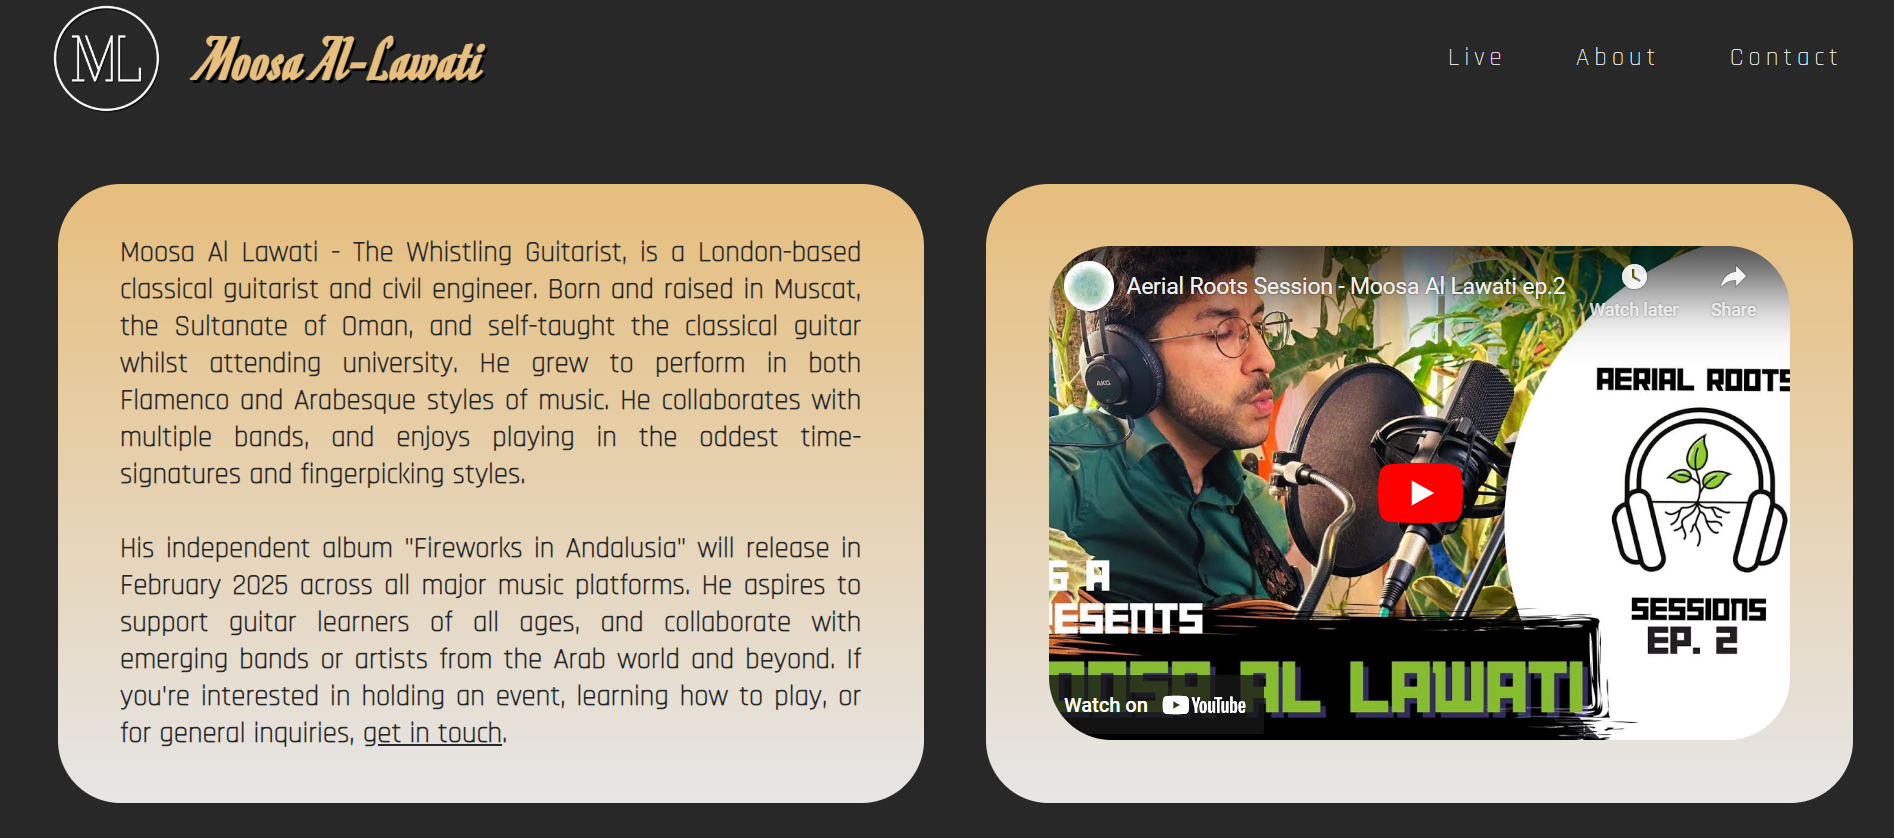 ML
Moosa Al-Lawati
Live
About
Contact
Moosa Al Lawati - The Whistling Guitarist, is a London-based
classical guitarist and civil engineer. Born and raised in Muscat,
the Sultanate of Oman, and self-taught the classical guitar
whilst attending university. He grew to perform in both
Flamenco and Arabesque styles of music. He collaborates with
multiple bands, and enjoys playing in the oddest time-
signatures and fingerpicking styles.
His independent album "Fireworks in Andalusia" will release in
February 2025 across all major music platforms. He aspires to
support guitar learners of all ages, and collaborate with
emerging bands or artists from the Arab world and beyond. If
you're interested in holding an event, learning how to play, or
for general inquiries, get in touch.
Aerial Roots Session - Moosa Al Lawati ep.2
Watch later
Share
AKG
AERIAL ROOTS
SESSIONS
EP. 2
G A
RESENTS
OOSA AL LAWATI
Watch on YouTube